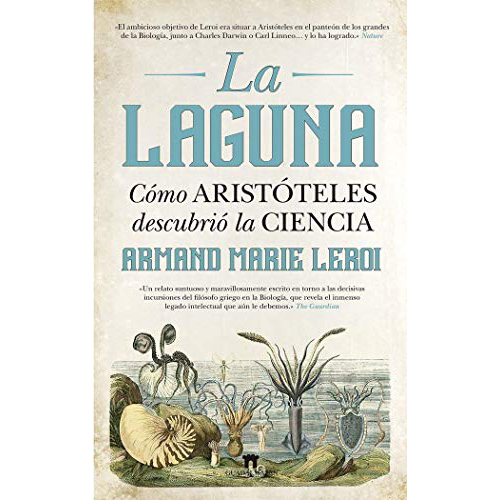 «El ambicioso objetivo de Leroi era situar a Aristóteles en el panteón de los grandes
de la Biología, junto a Charles Darwin o Carl Linneo... y lo ha logrado.» Nature
La
LAGUNA
Cómo ARISTÓTELES
descubrió la CIENCIA
ARMAND MARIE LEROI
«Un relato suntuoso y maravillosamente escrito en torno a las decisivas
incursiones del filósofo griego en la Biología, que revela el inmenso
legado intelectual que aún le debemos.» The Guardian